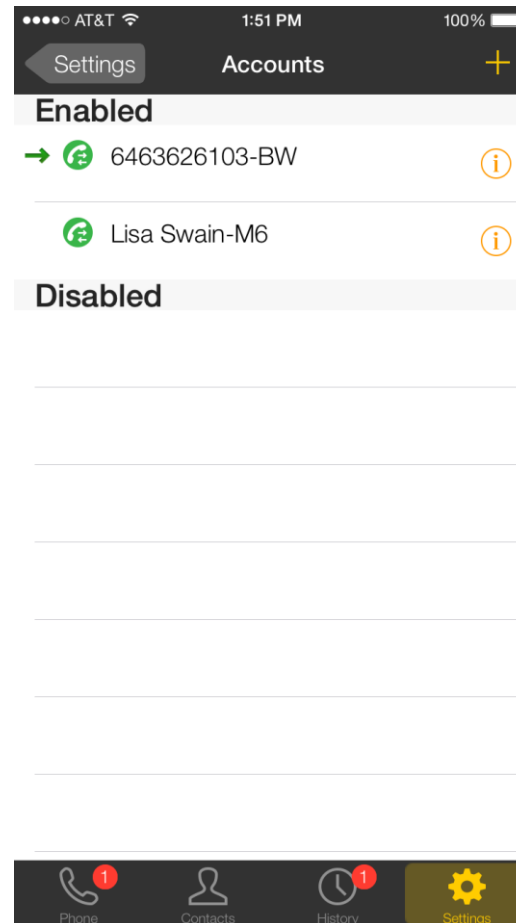 AT&T 1:51 PM 100%
Settings Accounts +
Enabled
6463626103-BW i
Lisa Swain-M6 i
Disabled
1 1
Phone Contacts History Settings